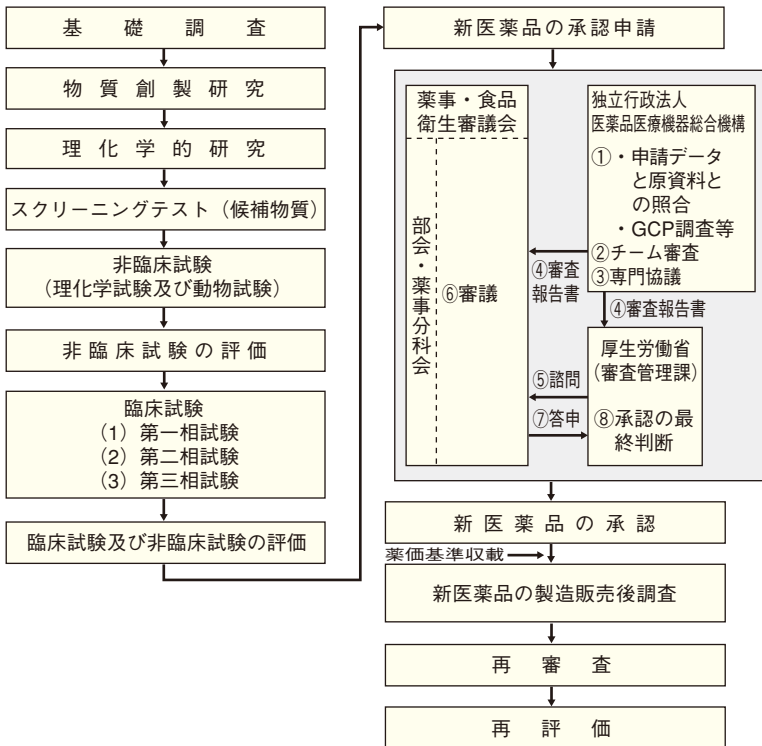 基礎調査
物質創製研究
理化学的研究
スクリーニングテスト（候補物質）
非臨床試験
（理化学試験及び動物試験）
非臨床試験の評価
臨床試験
（1）第一相試験
（2）第二相試験
（3）第三相試験
臨床試験及び非臨床試験の評価
新医薬品の承認申請
薬事・食品
衛生審議会
部会・薬事分科会
⑥審議
独立行政法人
医薬品医療機器総合機構
①・申請データ
と原資料と
の照合
・GCP調査等
②チーム審査
③専門協議
④審査
報告書
④審査報告書
厚生労働省
（審査管理課）
⑤諮問
⑦答申
⑧承認の最
終判断
新医薬品の承認
薬価基準収載
新医薬品の製造販売後調査
再審査
再評価